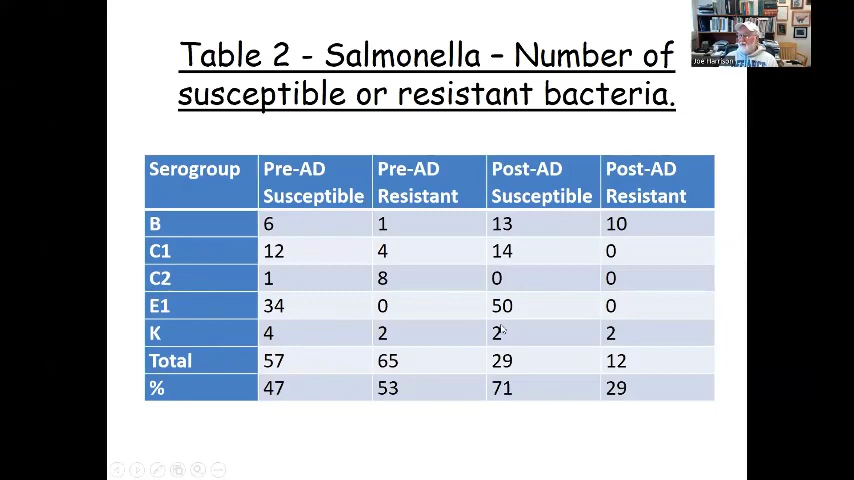 Joe Harrison
Table 2 - Salmonella – Number of
susceptible or resistant bacteria.
Serogroup Pre-AD Susceptible Pre-AD Resistant Post-AD Susceptible Post-AD Resistant
B 6 1 13 10
C1 12 4 14 0
C2 1 8 0 0
E1 34 0 50 0
K 4 2 2 2
Total 57 65 29 12
% 47 53 71 29